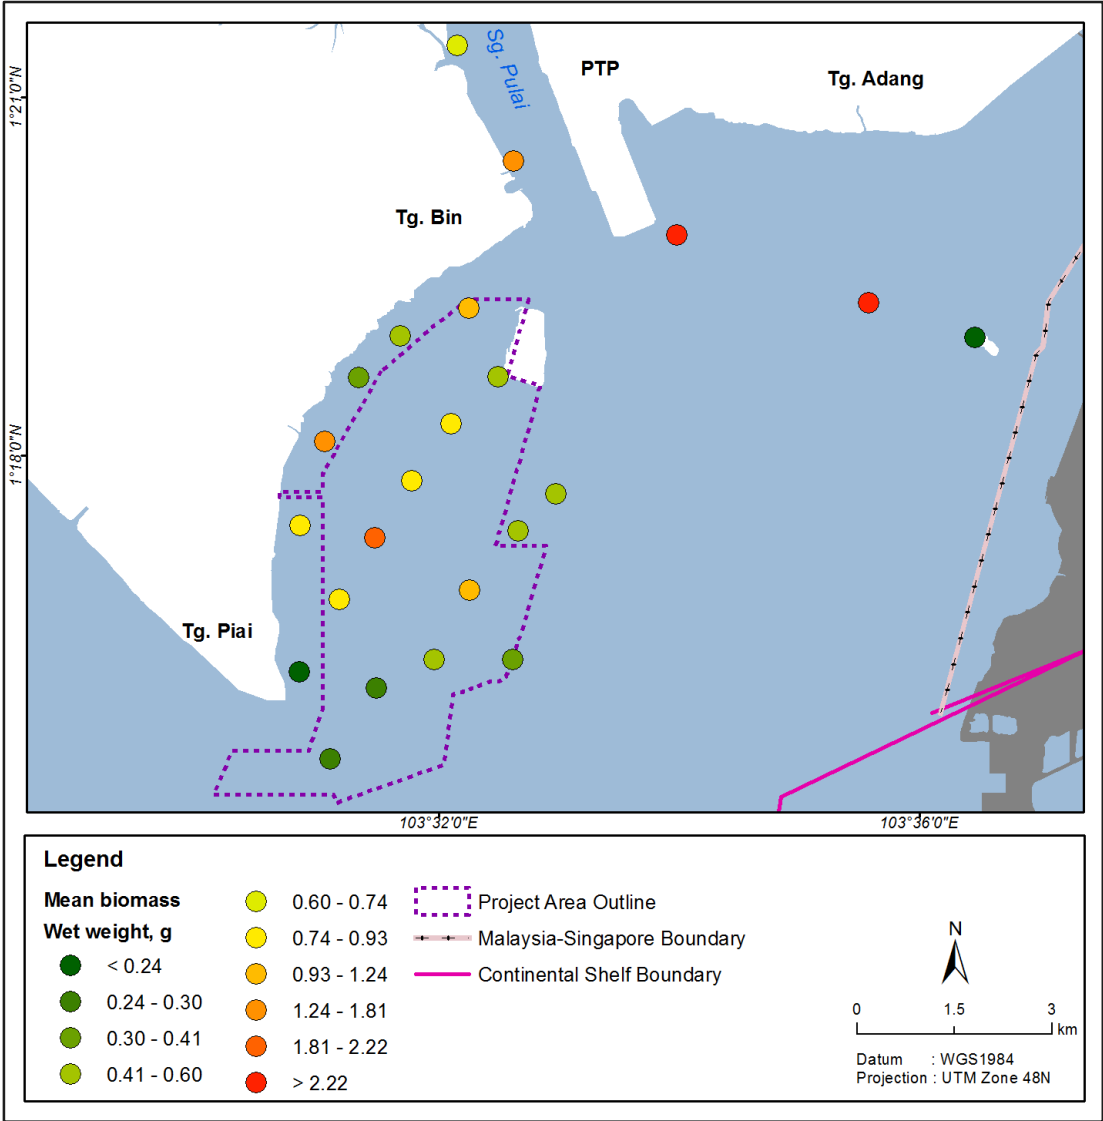 Sg. Pulai
PTP
Tg. Adang
1°21'0"N
Tg. Bin
1°18'0"N
Tg. Piai
103°32'0"E
103°36'0"E
Legend
Mean biomass
Wet weight, g
< 0.24
0.24 - 0.30
0.30 - 0.41
0.41 - 0.60
0.60 - 0.74
0.74 - 0.93
0.93 - 1.24
1.24 - 1.81
1.81 - 2.22
> 2.22
Project Area Outline
Malaysia-Singapore Boundary
Continental Shelf Boundary
N
0 1.5 3
km
Datum : WGS1984
Projection : UTM Zone 48N